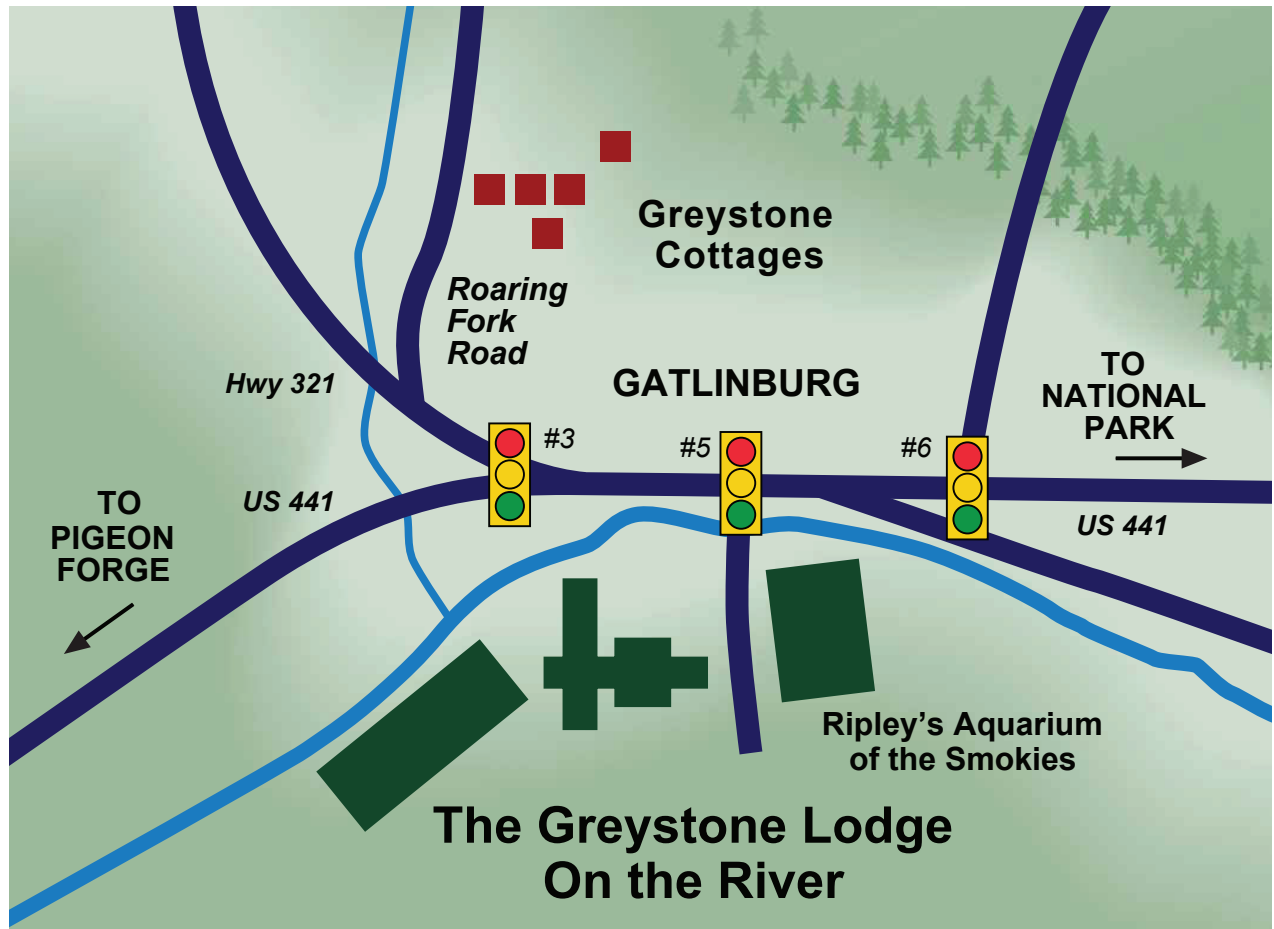 Greystone
Cottages
Roaring
Fork
Road
Hwy 321
GATLINBURG
TO
NATIONAL
PARK
#3
#5
#6
US 441
US 441
TO
PIGEON
FORGE
Ripley’s Aquarium
of the Smokies
The Greystone Lodge
On the River